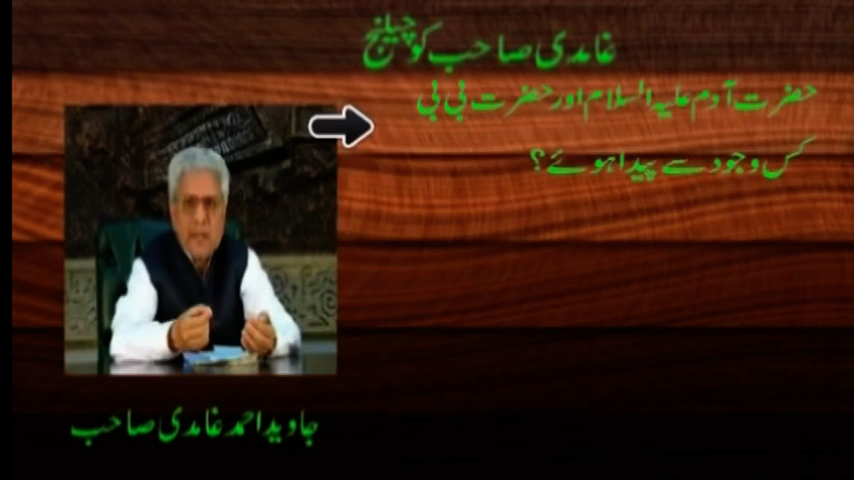 غامدی صاحب کو چیلنج
حضرت آدم علیہ السلام اور حضرت بی بی
کس وجود سے پیدا ہوئے؟
جاوید احمد غامدی صاحب